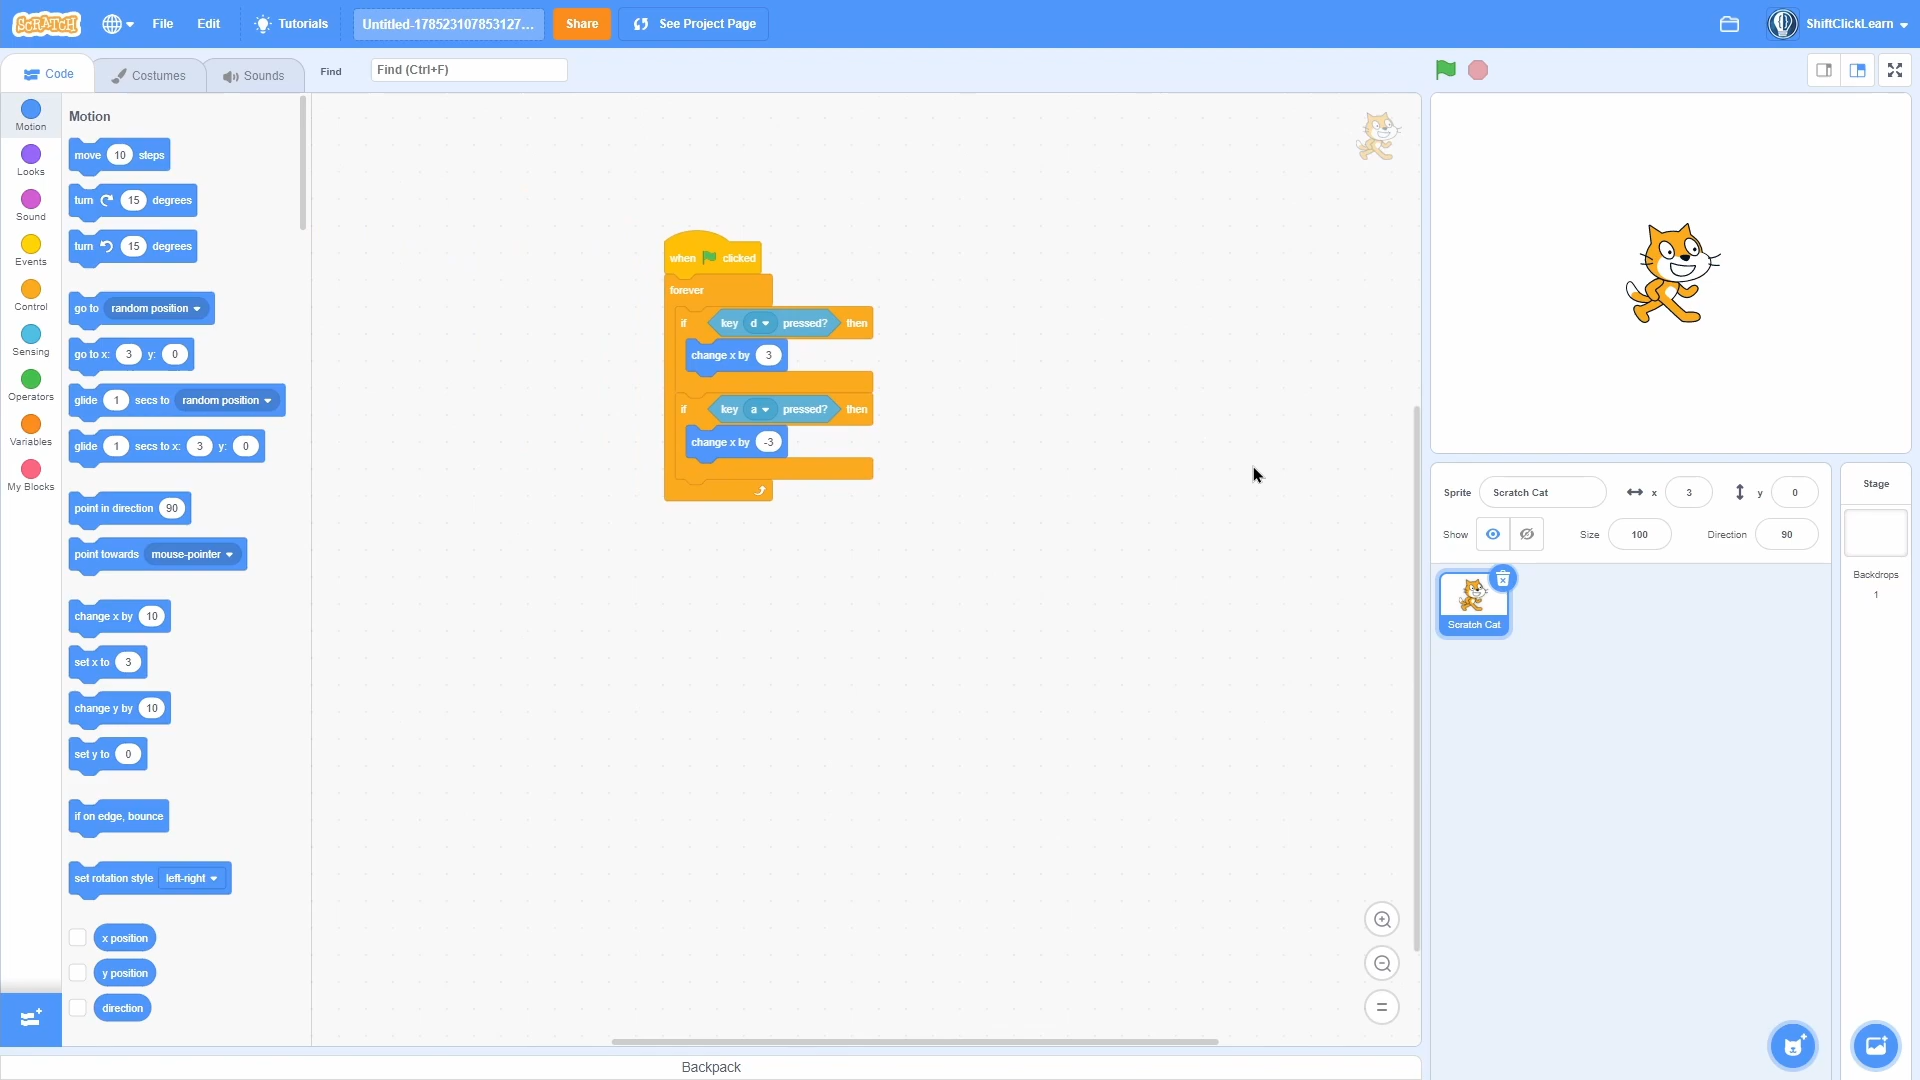 SCRATCH
File
Edit
Tutorials
Untitled-178523107853127...
Share
See Project Page
ShiftClickLearn
Code
Costumes
Sounds
Find
Find (Ctrl+F)
Motion
Looks
Sound
Events
Control
Sensing
Operators
Variables
My Blocks
Motion
move 10 steps
turn 15 degrees
turn 15 degrees
go to random position
go to x: 3 y: 0
glide 1 secs to random position
glide 1 secs to x: 3 y: 0
point in direction 90
point towards mouse-pointer
change x by 10
set x to 3
change y by 10
set y to 0
if on edge, bounce
set rotation style left-right
x position
y position
direction
when clicked
forever
if key d pressed? then
change x by 3
if key a pressed? then
change x by -3
Backpack
Sprite Scratch Cat x 3 y 0
Show Size 100 Direction 90
Scratch Cat
Stage
Backdrops
1